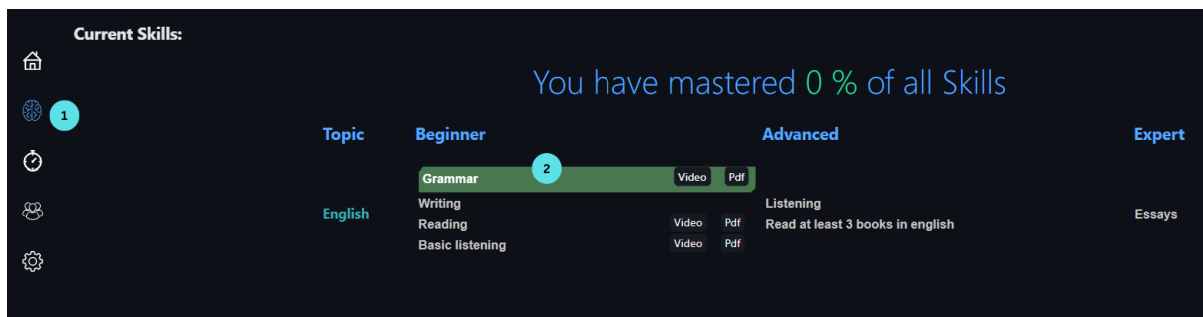 Current Skills:
You have mastered 0 % of all Skills
1
Topic Beginner Advanced Expert
2
Grammar Video Pdf
Writing Listening
English Essays
Reading Video Pdf Read at least 3 books in english
Basic listening Video Pdf